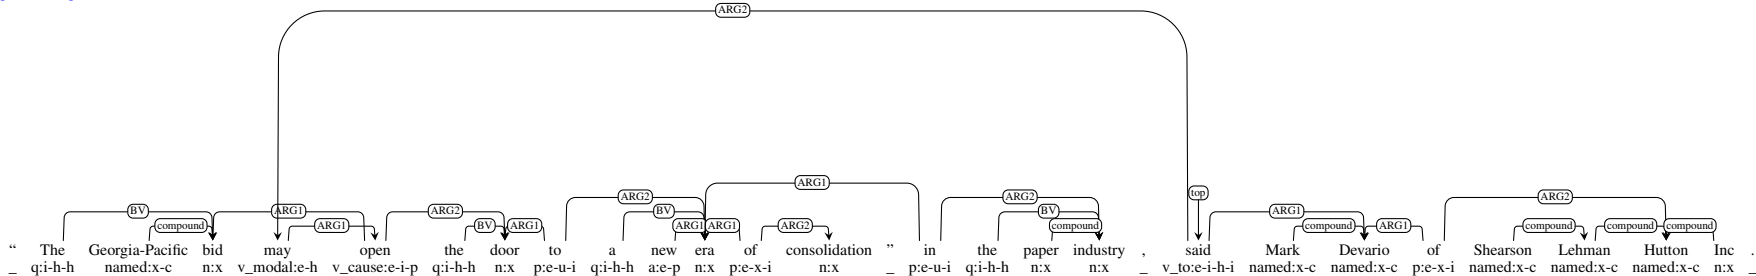 ARG2
top
ARG1
ARG2 ARG2 ARG2
BV ARG1 ARG2 BV BV ARG1
compound ARG1 BV ARG1 ARG1 ARG1 ARG2 compound compound ARG1 compound compound compound
“ The Georgia-Pacific bid may open the door to a new era of consolidation ” in the paper industry , said Mark Devario of Shearson Lehman Hutton Inc .
_ q:i-h-h named:x-c n:x v_modal:e-h v_cause:e-i-p q:i-h-h n:x p:e-u-i q:i-h-h a:e-p n:x p:e-x-i n:x _ p:e-u-i q:i-h-h n:x n:x _ v_to:e-i-h-i named:x-c named:x-c p:e-x-i named:x-c named:x-c named:x-c n:x _